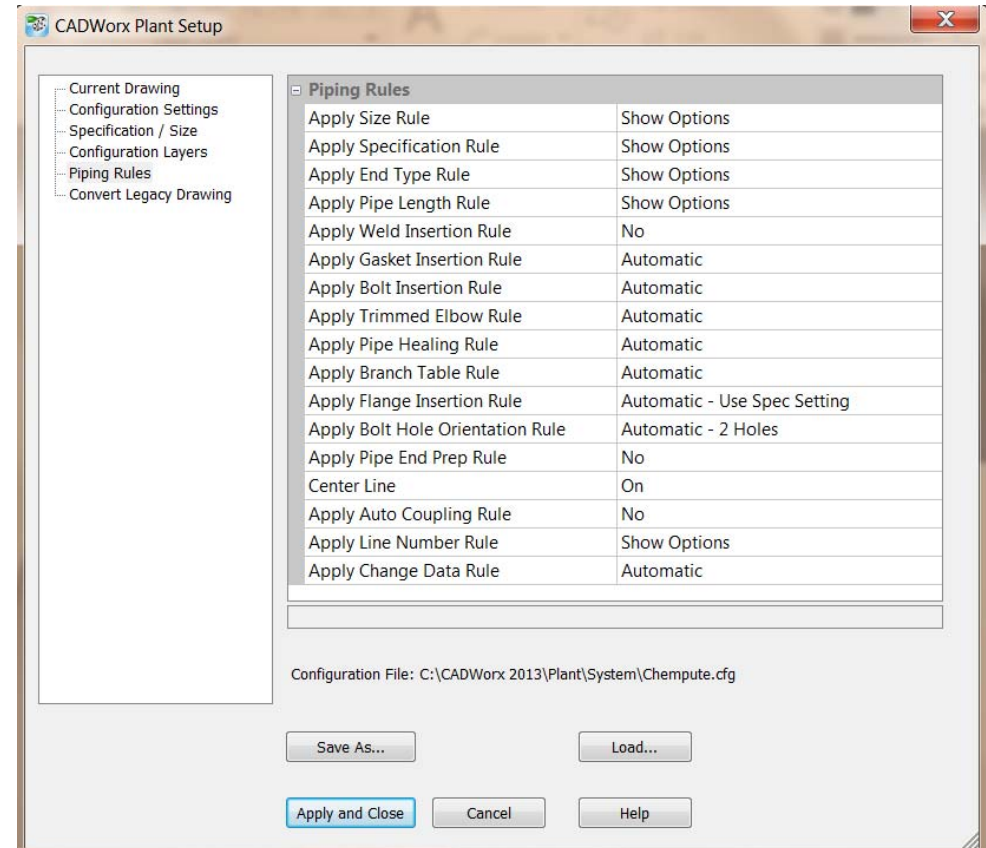 CADWorx Plant Setup
X
Current Drawing
Configuration Settings
Specification / Size
Configuration Layers
Piping Rules
Convert Legacy Drawing
Piping Rules
Apply Size Rule Show Options
Apply Specification Rule Show Options
Apply End Type Rule Show Options
Apply Pipe Length Rule Show Options
Apply Weld Insertion Rule No
Apply Gasket Insertion Rule Automatic
Apply Bolt Insertion Rule Automatic
Apply Trimmed Elbow Rule Automatic
Apply Pipe Healing Rule Automatic
Apply Branch Table Rule Automatic
Apply Flange Insertion Rule Automatic - Use Spec Setting
Apply Bolt Hole Orientation Rule Automatic - 2 Holes
Apply Pipe End Prep Rule No
Center Line On
Apply Auto Coupling Rule No
Apply Line Number Rule Show Options
Apply Change Data Rule Automatic
Configuration File: C:\CADWorx 2013\Plant\System\Chempute.cfg
Save As... Load...
Apply and Close Cancel Help